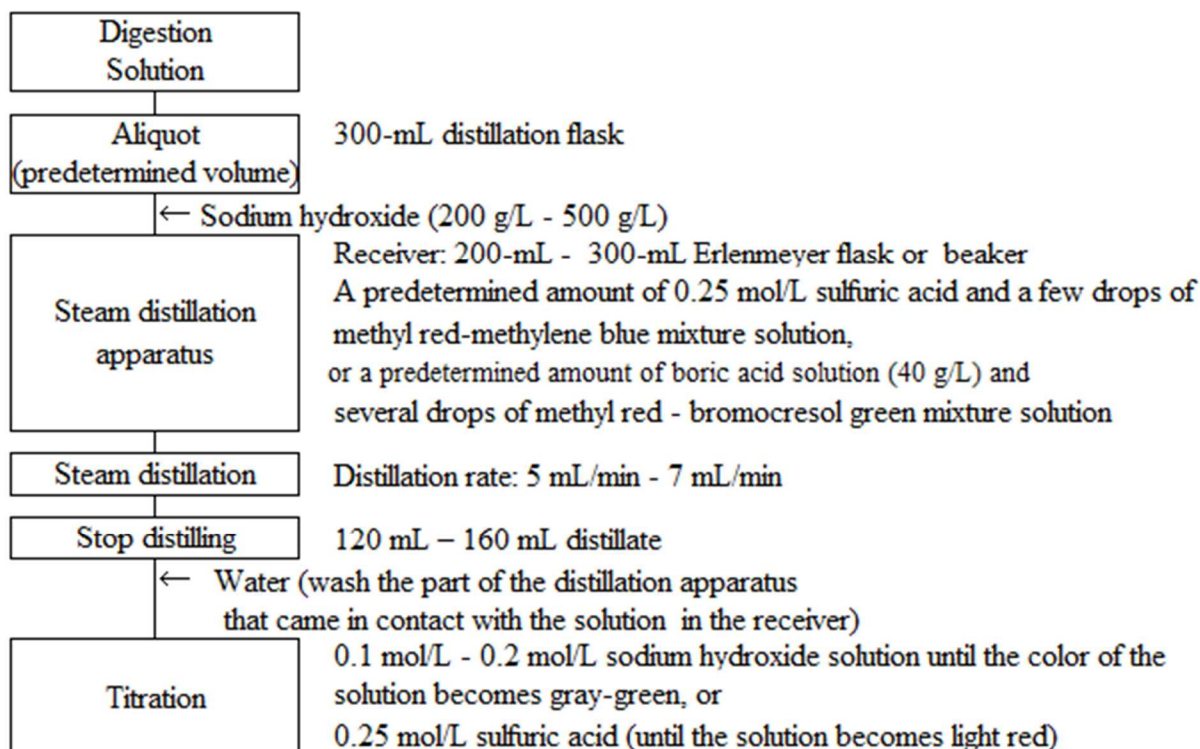 Digestion
Solution
Aliquot
(predetermined volume)
300-mL distillation flask
← Sodium hydroxide (200 g/L - 500 g/L)
Steam distillation
apparatus
Receiver: 200-mL - 300-mL Erlenmeyer flask or beaker
A predetermined amount of 0.25 mol/L sulfuric acid and a few drops of
methyl red-methylene blue mixture solution,
or a predetermined amount of boric acid solution (40 g/L) and
several drops of methyl red - bromocresol green mixture solution
Steam distillation
Distillation rate: 5 mL/min - 7 mL/min
Stop distilling
120 mL – 160 mL distillate
← Water (wash the part of the distillation apparatus
that came in contact with the solution in the receiver)
Titration
0.1 mol/L - 0.2 mol/L sodium hydroxide solution until the color of the
solution becomes gray-green, or
0.25 mol/L sulfuric acid (until the solution becomes light red)